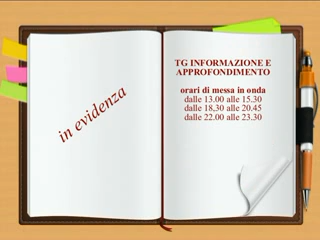 in evidenza
TG INFORMAZIONE E
APPROFONDIMENTO
orari di messa in onda
dalle 13.00 alle 15.30
dalle 18,30 alle 20.45
dalle 22.00 alle 23.30